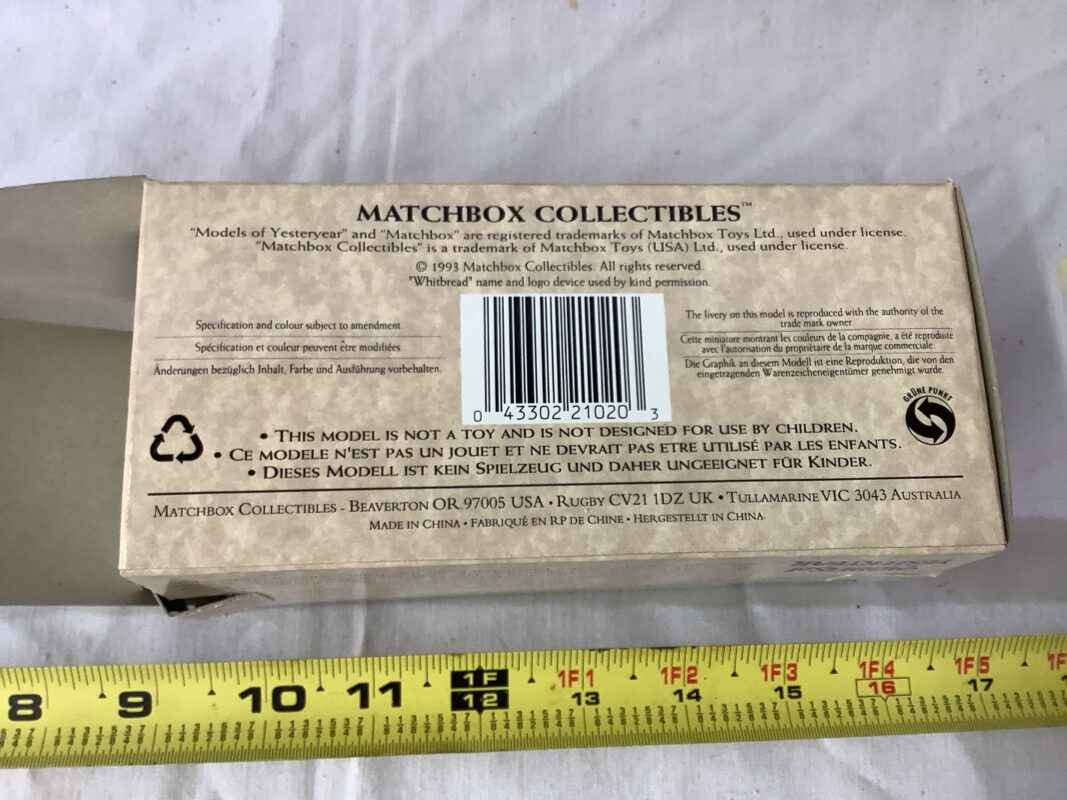 MATCHBOX COLLECTIBLES™
"Models of Yesteryear" and "Matchbox" are registered trademarks of Matchbox Toys Ltd., used under license.
"Matchbox Collectibles" is a trademark of Matchbox Toys (USA) Ltd., used under license.
© 1993 Matchbox Collectibles. All rights reserved.
"Whitbread" name and logo device used by kind permission.
Specification and colour subject to amendment.
Spécification et couleur peuvent être modifiées.
Änderungen bezüglich Inhalt, Farbe und Ausführung vorbehalten.
0 43302 21020 3
The livery on this model is reproduced with the authority of the
trade mark owner.
Cette miniature montrant les couleurs de la compagnie, a été reproduite
avec l'autorisation du propriétaire de la marque commerciale.
Die Graphik an diesem Modell ist eine Reproduktion, die von den
eingetragenden Warenzeicheneigentümer genehmigt wurde.
GRÜNE PUNKT
• THIS MODEL IS NOT A TOY AND IS NOT DESIGNED FOR USE BY CHILDREN.
• CE MODELE N'EST PAS UN JOUET ET NE DEVRAIT PAS ETRE UTILISÉ PAR LES ENFANTS.
• DIESES MODELL IST KEIN SPIELZEUG UND DAHER UNGEEIGNET FÜR KINDER.
MATCHBOX COLLECTIBLES - BEAVERTON OR 97005 USA • RUGBY CV21 1DZ UK • TULLAMARINE VIC 3043 AUSTRALIA
MADE IN CHINA • FABRIQUÉ EN RP DE CHINE • HERGESTELLT IN CHINA
1F 1F1 1F2 1F3 1F4 1F5 1F
8 9 10 11 12 13 14 15 16 17